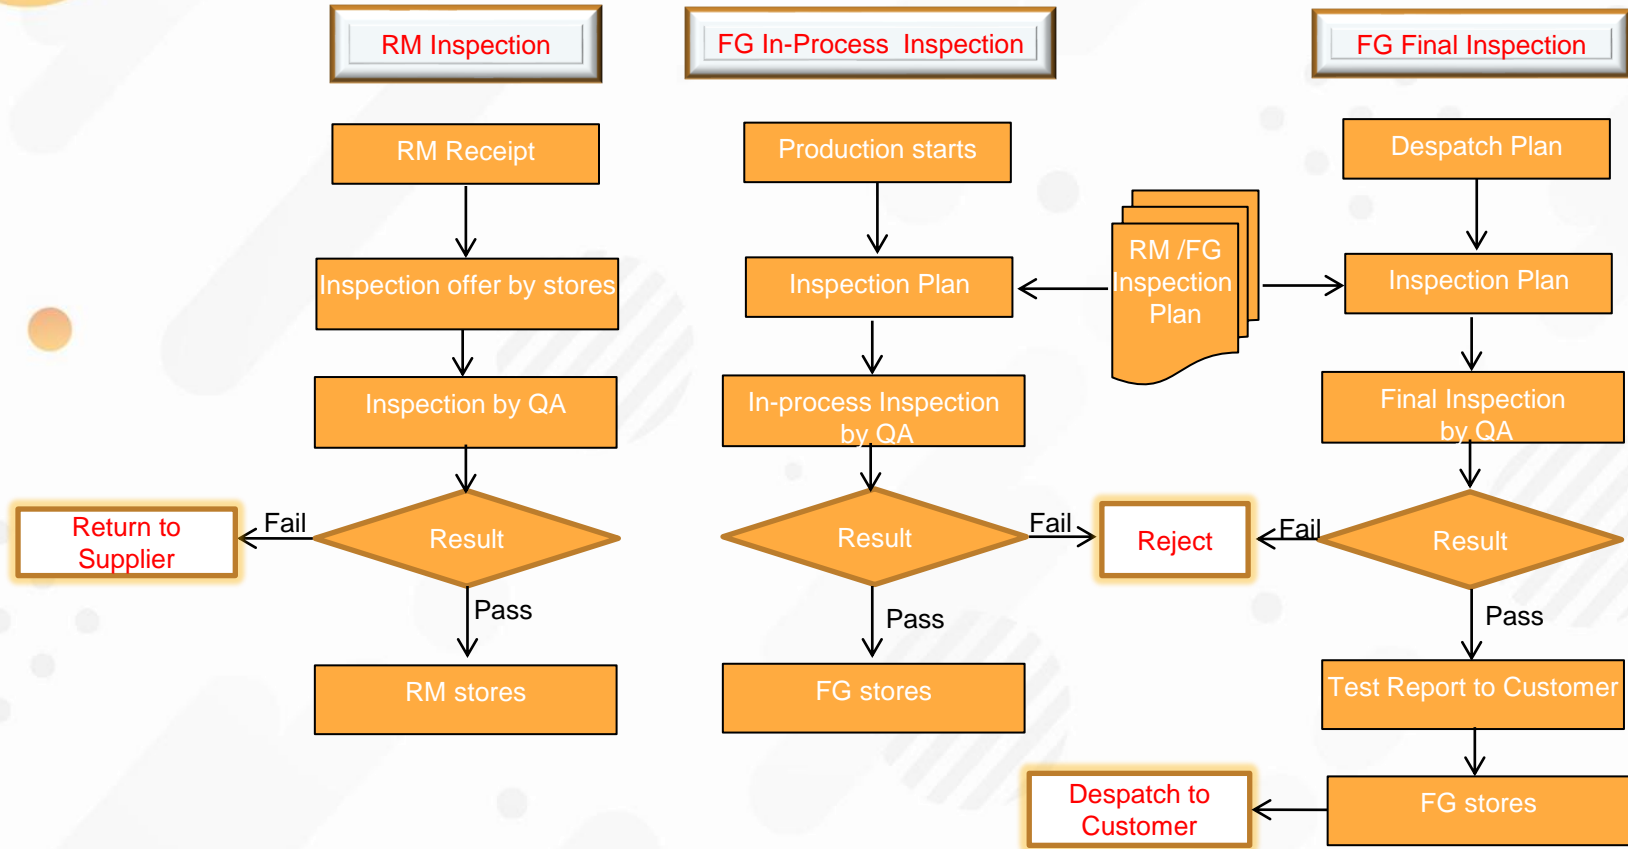 RM Inspection
RM Receipt
Inspection offer by stores
Inspection by QA
Result
Fail
Return to
Supplier
Pass
RM stores
FG In-Process  Inspection
Production starts
Inspection Plan
In-process Inspection
by QA
Result
Fail
Reject
Pass
FG stores
RM /FG
Inspection
Plan
FG Final Inspection
Despatch Plan
Inspection Plan
Final Inspection
by QA
Result
Fail
Pass
Test Report to Customer
FG stores
Despatch to
Customer